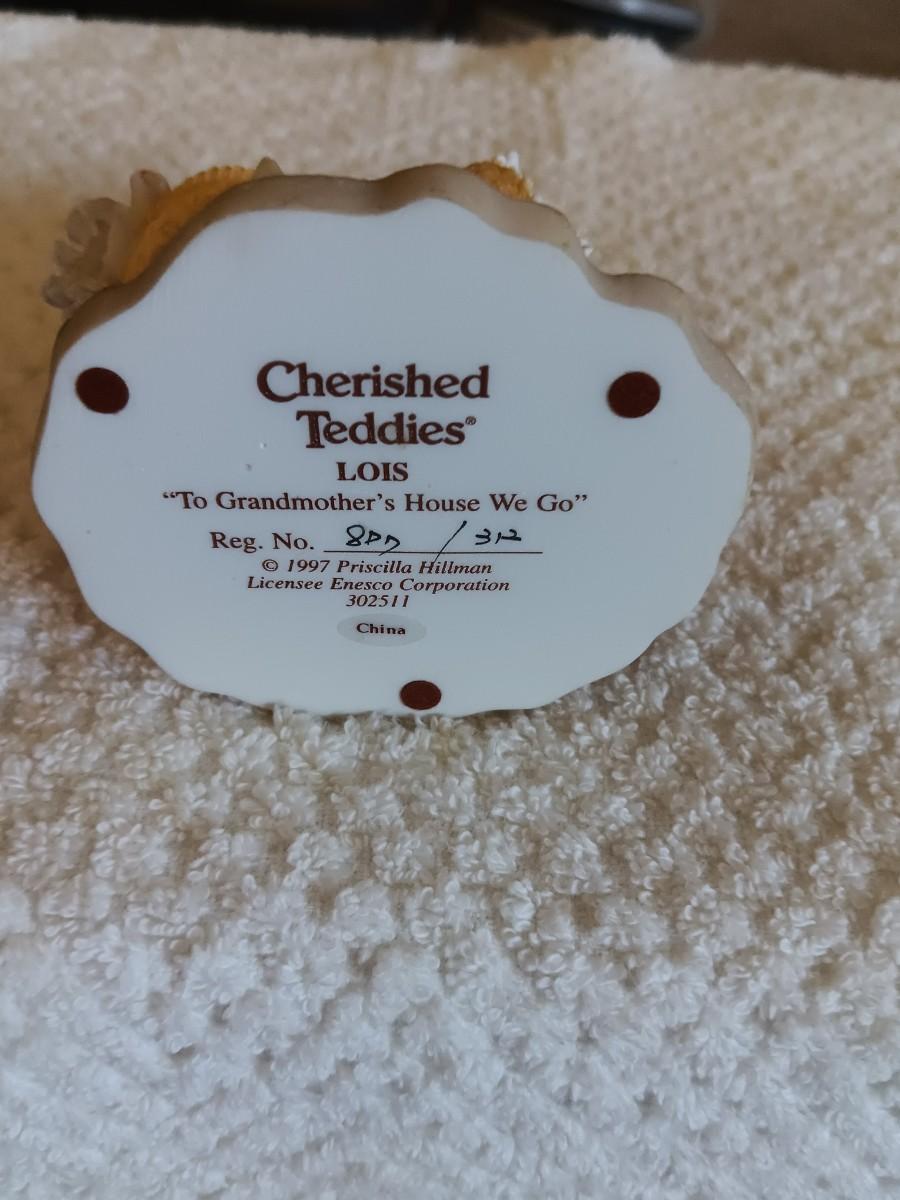 Cherished
Teddies®
LOIS
“To Grandmother’s House We Go”
Reg. No. / 312
© 1997 Priscilla Hillman
Licensee Enesco Corporation
302511
China